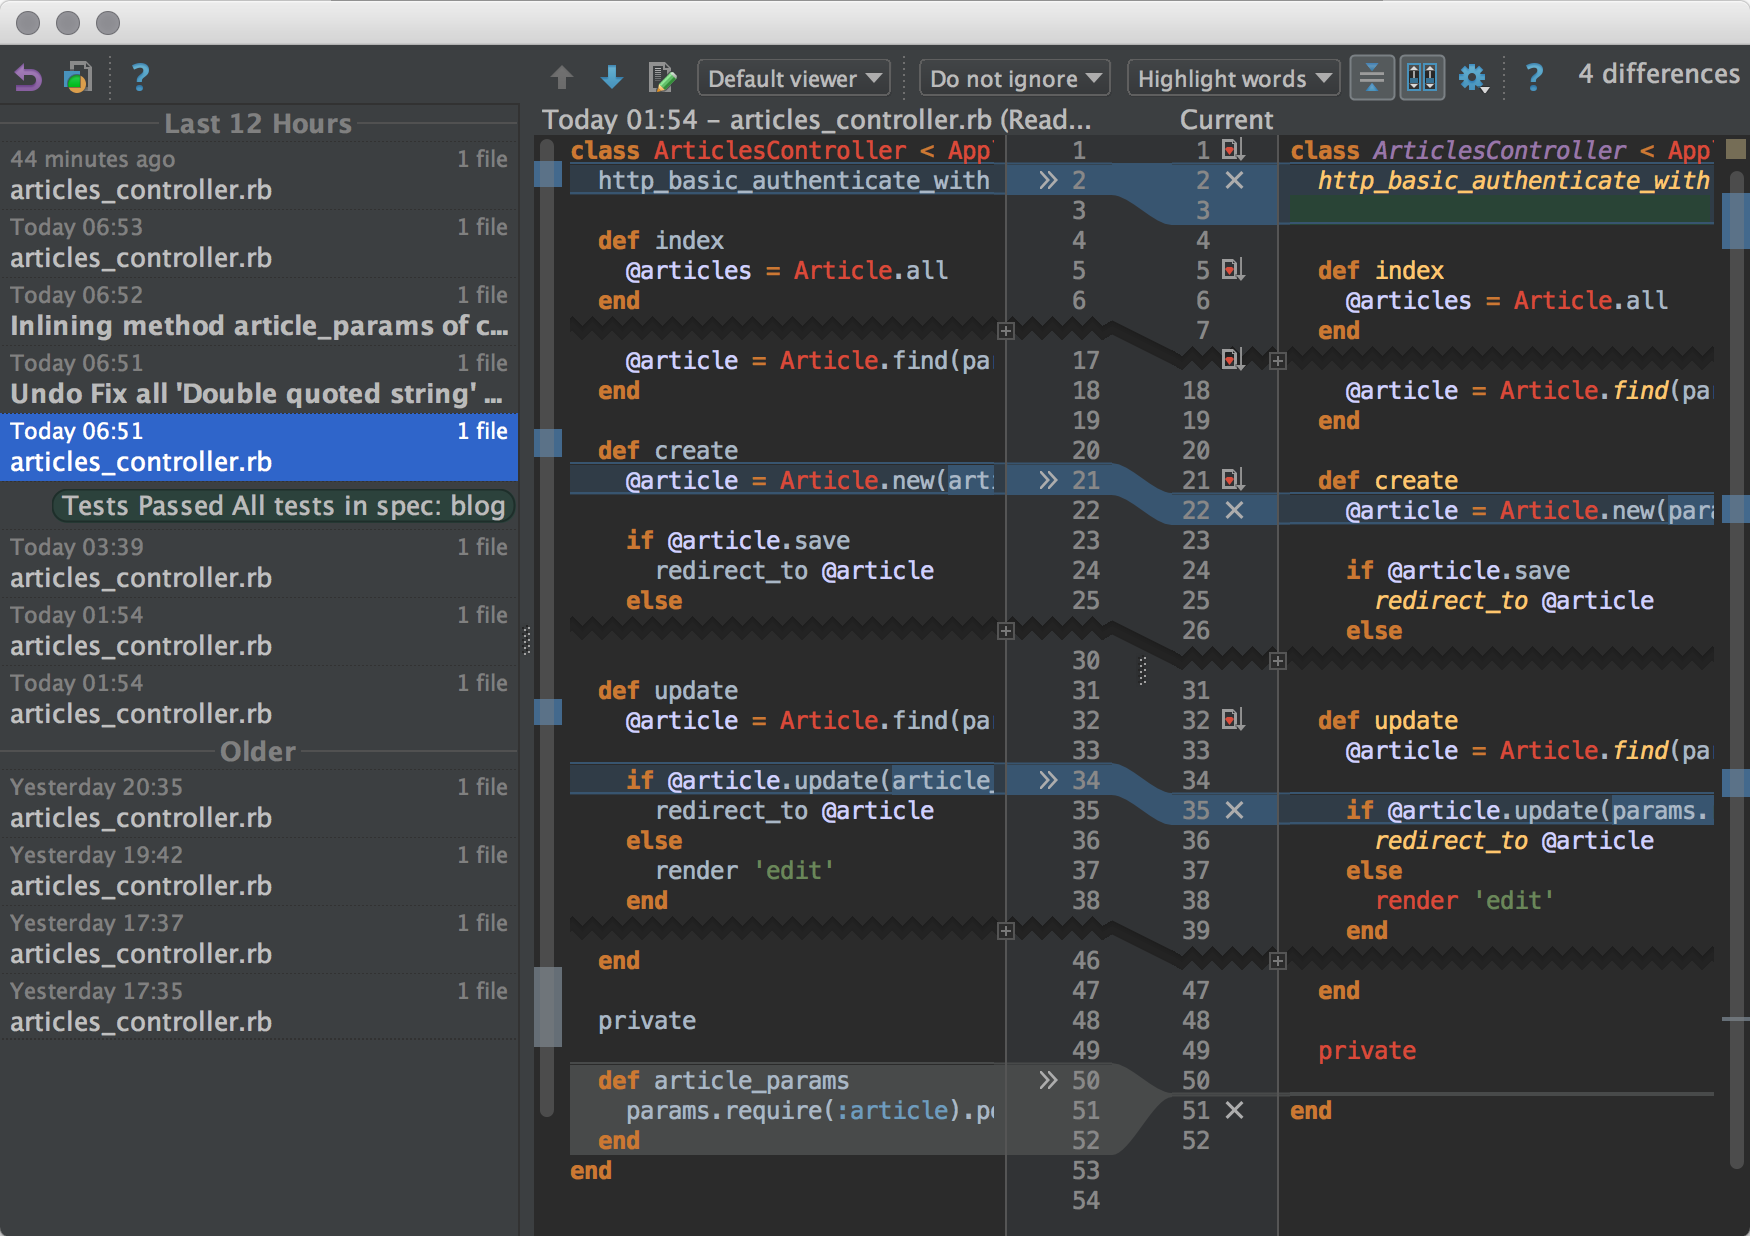 ? Default viewer Do not ignore Highlight words ? 4 differences
Last 12 Hours
44 minutes ago 1 file
articles_controller.rb
Today 06:53 1 file
articles_controller.rb
Today 06:52 1 file
Inlining method article_params of c...
Today 06:51 1 file
Undo Fix all 'Double quoted string' ...
Today 06:51 1 file
articles_controller.rb
Tests Passed All tests in spec: blog
Today 03:39 1 file
articles_controller.rb
Today 01:54 1 file
articles_controller.rb
Today 01:54 1 file
articles_controller.rb
Older
Yesterday 20:35 1 file
articles_controller.rb
Yesterday 19:42 1 file
articles_controller.rb
Yesterday 17:37 1 file
articles_controller.rb
Yesterday 17:35 1 file
articles_controller.rb
Today 01:54 – articles_controller.rb (Read...
class ArticlesController < App 1
http_basic_authenticate_with » 2
3
def index 4
@articles = Article.all 5
end 6
@article = Article.find(pa 17
end 18
19
def create 20
@article = Article.new(art » 21
22
if @article.save 23
redirect_to @article 24
else 25
30
def update 31
@article = Article.find(pa 32
33
if @article.update(article_ » 34
redirect_to @article 35
else 36
render 'edit' 37
end 38
end 46
47
private 48
49
def article_params » 50
params.require(:article).pe 51
end 52
end 53
54
Current
1 class ArticlesController < App
2 http_basic_authenticate_with
3
4
5 def index
6 @articles = Article.all
7 end
18 @article = Article.find(pa
19 end
20
21 def create
22 @article = Article.new(para
23
24 if @article.save
25 redirect_to @article
26 else
31
32 def update
33 @article = Article.find(pa
34
35 if @article.update(params.
36 redirect_to @article
37 else
38 render 'edit'
39 end
47 end
48
49 private
50
51 end
52